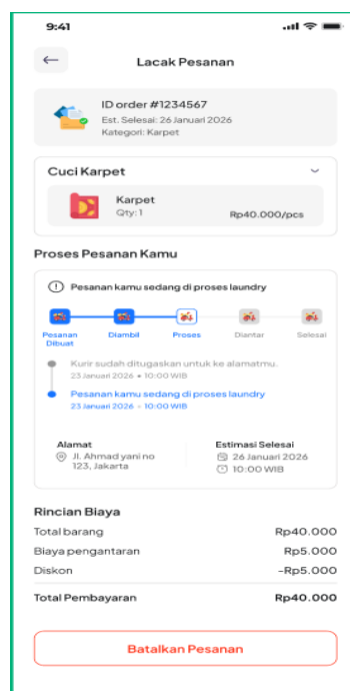 9:41
Lacak Pesanan
ID order #1234567
Est. Selesai: 26 Januari 2026
Kategori: Karpet
Cuci Karpet
Karpet
Qty: 1
Rp40.000/pcs
Proses Pesanan Kamu
Pesanan kamu sedang di proses laundry
Pesanan Dibuat
Diambil
Proses
Diantar
Selesai
Kurir sudah ditugaskan untuk ke alamatmu.
23 Januari 2026 • 10:00 WIB
Pesanan kamu sedang di proses laundry
23 Januari 2026 - 10:00 WIB
Alamat
Jl. Ahmad yani no
123, Jakarta
Estimasi Selesai
26 Januari 2026
10:00 WIB
Rincian Biaya
Total barang Rp40.000
Biaya pengantaran Rp5.000
Diskon -Rp5.000
Total Pembayaran Rp40.000
Batalkan Pesanan